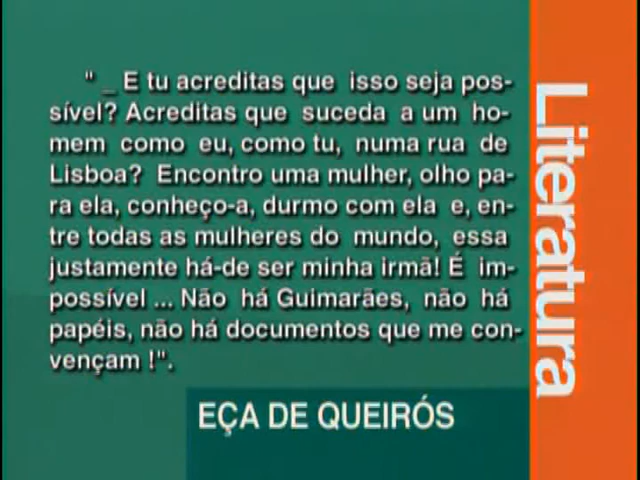 " _ E tu acreditas que isso seja pos-
sível? Acreditas que suceda a um ho-
mem como eu, como tu, numa rua de
Lisboa? Encontro uma mulher, olho pa-
ra ela, conheço-a, durmo com ela e, en-
tre todas as mulheres do mundo, essa
justamente há-de ser minha irmã! É im-
possível ... Não há Guimarães, não há
papéis, não há documentos que me con-
vençam !".
EÇA DE QUEIRÓS
Literatura